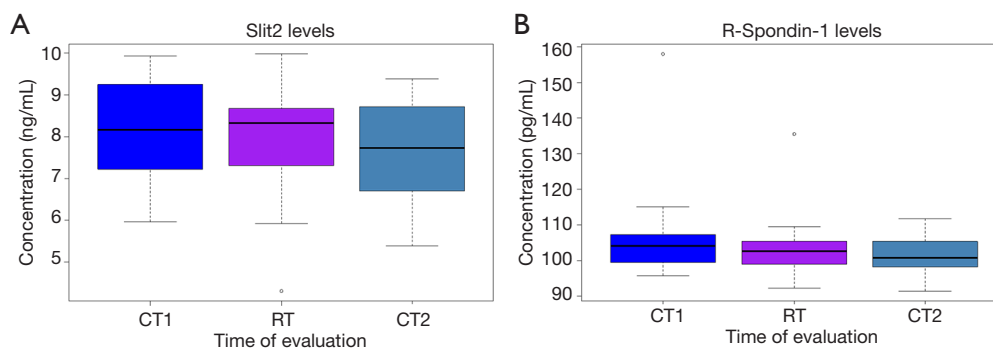 A
Slit2 levels
Concentration (ng/mL)
10
9
8
7
6
5
CT1 RT CT2
Time of evaluation
B
R-Spondin-1 levels
Concentration (pg/mL)
160
150
140
130
120
110
100
90
CT1 RT CT2
Time of evaluation